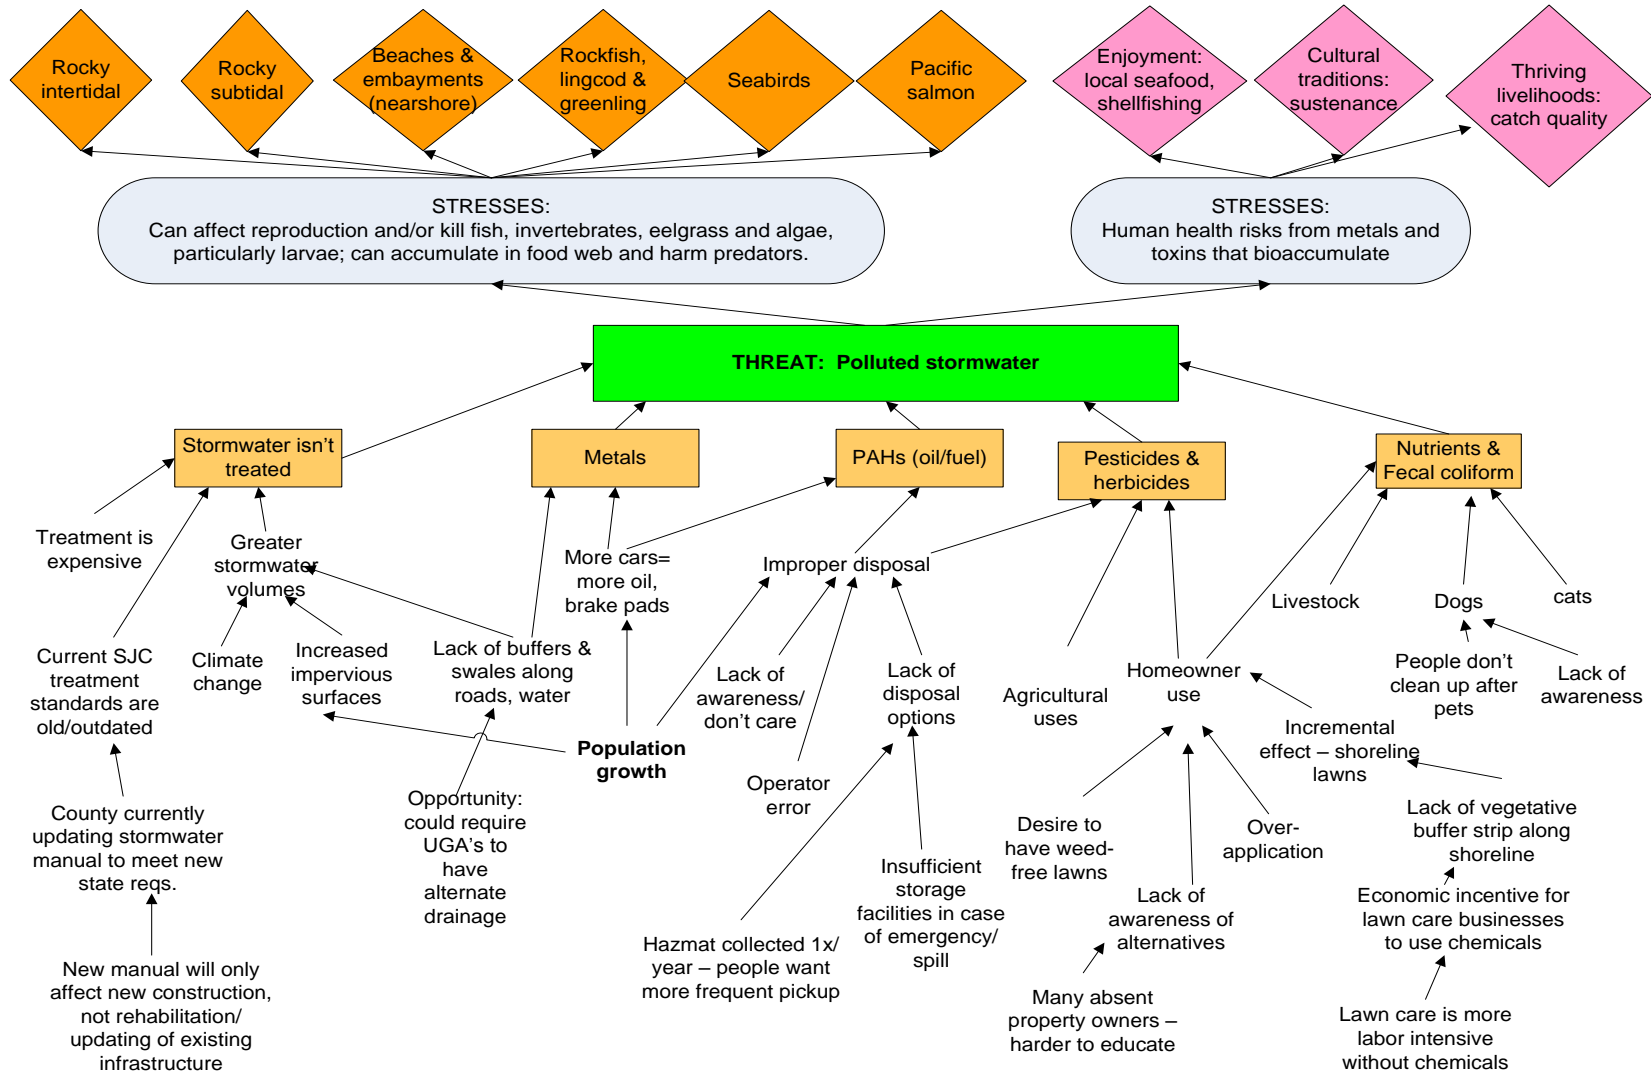 Rocky
intertidal
Rocky
subtidal
Beaches &
embayments
(nearshore)
Rockfish,
lingcod &
greenling
Seabirds
Pacific
salmon
Enjoyment:
local seafood,
shellfishing
Cultural
traditions:
sustenance
Thriving
livelihoods:
catch quality
STRESSES:
Can affect reproduction and/or kill fish, invertebrates, eelgrass and algae,
particularly larvae; can accumulate in food web and harm predators.
STRESSES:
Human health risks from metals and
toxins that bioaccumulate
THREAT: Polluted stormwater
Stormwater isn't
treated
Metals
PAHs (oil/fuel)
Pesticides &
herbicides
Nutrients &
Fecal coliform
Treatment is
expensive
Greater
stormwater
volumes
More cars=
more oil,
brake pads
Improper disposal
Livestock
Dogs
cats
Current SJC
treatment
standards are
old/outdated
Climate
change
Increased
impervious
surfaces
Lack of buffers &
swales along
roads, water
Lack of
awareness/
don't care
Lack of
disposal
options
Agricultural
uses
Homeowner
use
People don't
clean up after
pets
Lack of
awareness
Population
growth
Operator
error
Incremental
effect – shoreline
lawns
County currently
updating stormwater
manual to meet new
state reqs.
Opportunity:
could require
UGA's to
have
alternate
drainage
Desire to
have weed-
free lawns
Over-
application
Lack of vegetative
buffer strip along
shoreline
Insufficient
storage
facilities in case
of emergency/
spill
Lack of
awareness of
alternatives
Economic incentive for
lawn care businesses
to use chemicals
New manual will only
affect new construction,
not rehabilitation/
updating of existing
infrastructure
Hazmat collected 1x/
year – people want
more frequent pickup
Many absent
property owners –
harder to educate
Lawn care is more
labor intensive
without chemicals